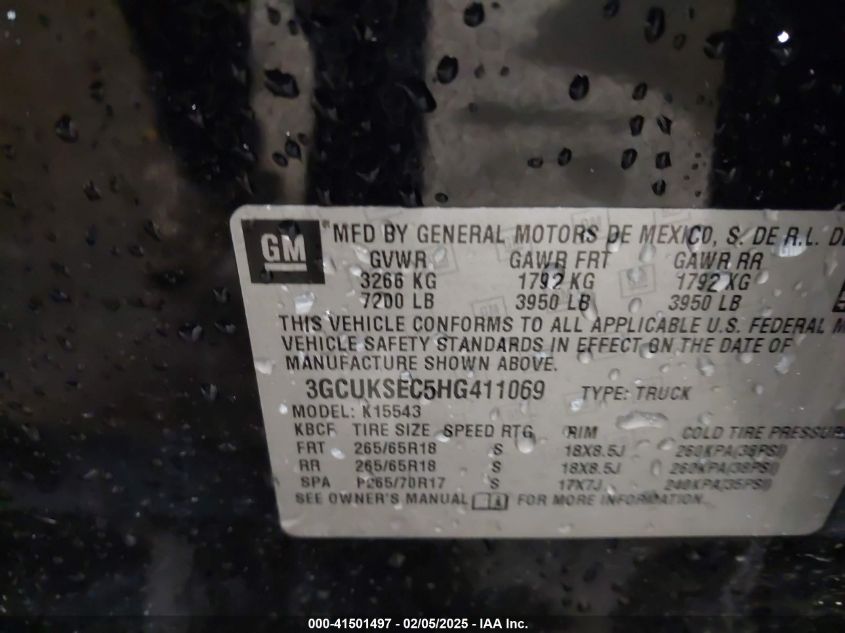 GM
MFD BY GENERAL MOTORS DE MEXICO, S. DE R.L. DE
GVWR GAWR FRT GAWR RR
3266 KG 1792 KG 1792 KG
7200 LB 3950 LB 3950 LB
THIS VEHICLE CONFORMS TO ALL APPLICABLE U.S. FEDERAL M
VEHICLE SAFETY STANDARDS IN EFFECT ON THE DATE OF
MANUFACTURE SHOWN ABOVE.
3GCUKSEC5HG411069 TYPE: TRUCK
MODEL: K15543
KBCF TIRE SIZE SPEED RTG RIM COLD TIRE PRESSURE
FRT 265/65R18 S 18X8.5J 260KPA(38PSI)
RR 265/65R18 S 18X8.5J 260KPA(38PSI)
SPA P265/70R17 S 17X7J 240KPA(35PSI)
SEE OWNER'S MANUAL FOR MORE INFORMATION.
000-41501497 - 02/05/2025 - IAA Inc.